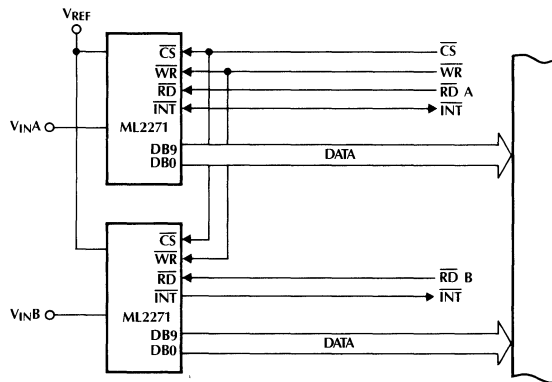 VREF
CS CS
WR WR
RD RD A
INT INT
VINA ML2271
DB9
DB0 DATA
CS
WR
RD RD B
INT INT
VINB ML2271
DB9
DB0 DATA